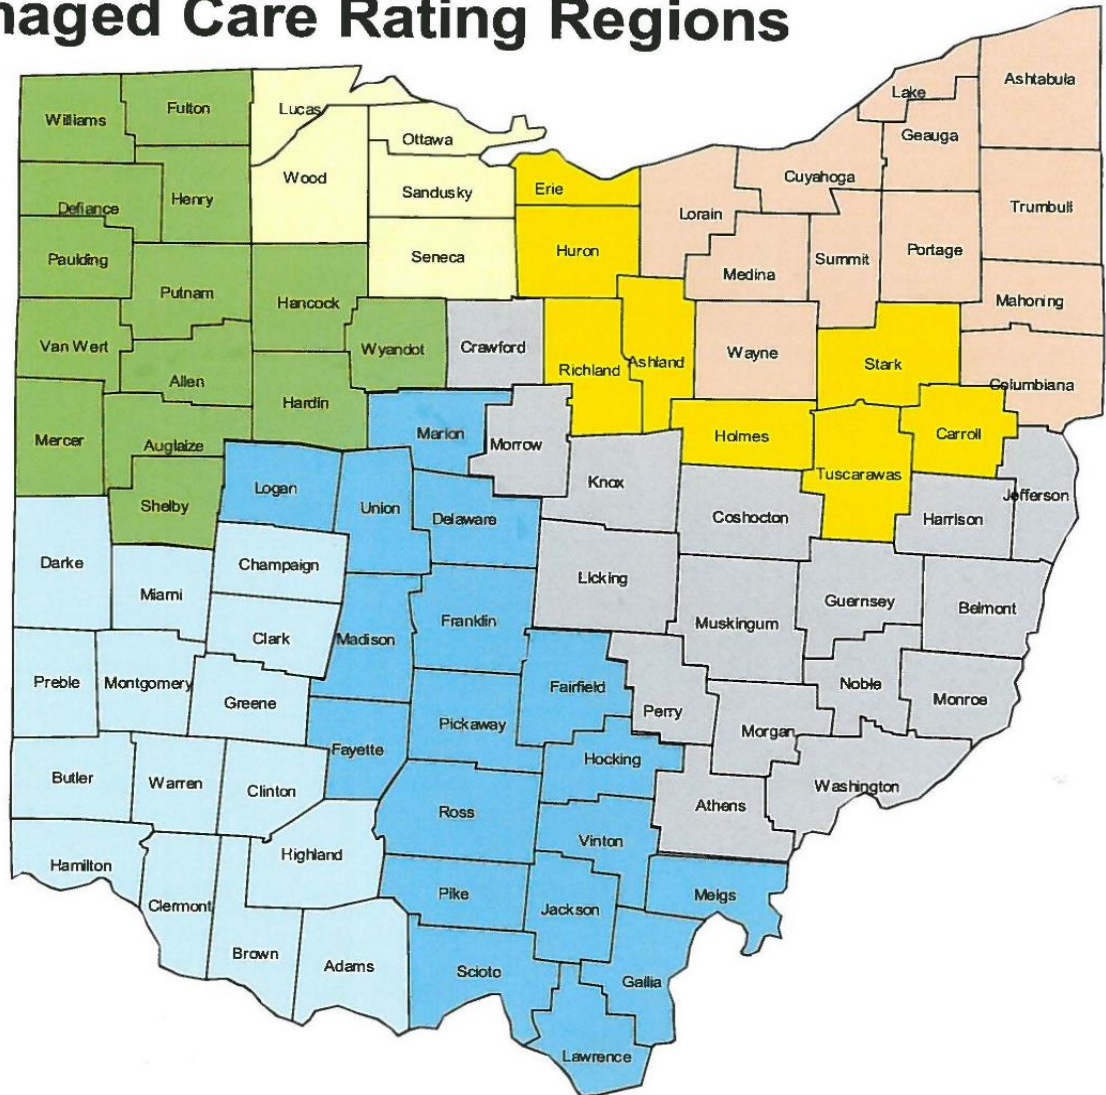 naged Care Rating Regions
Ashtabula
Lake
Williams
Fulton
Lucas
Ottawa
Geauga
Wood
Cuyahoga
Erie
Sandusky
Henry
Defiance
Trumbull
Lorain
Paulding
Seneca
Huron
Summit
Portage
Medina
Putnam
Hancock
Mahoning
Van Wert
Wyandot
Crawford
Wayne
Ashland
Richland
Stark
Allen
Columbiana
Hardin
Mercer
Auglaize
Marion
Morrow
Holmes
Carroll
Tuscarawas
Knox
Logan
Jefferson
Shelby
Union
Delaware
Coshocton
Harrison
Darke
Champaign
Licking
Miami
Guernsey
Belmont
Franklin
Muskingum
Clark
Madison
Preble
Montgomery
Fairfield
Noble
Greene
Monroe
Perry
Pickaway
Morgan
Fayette
Hocking
Butler
Warren
Clinton
Washington
Athens
Ross
Vinton
Highland
Hamilton
Pike
Meigs
Clermont
Jackson
Brown
Adams
Scioto
Gallia
Lawrence